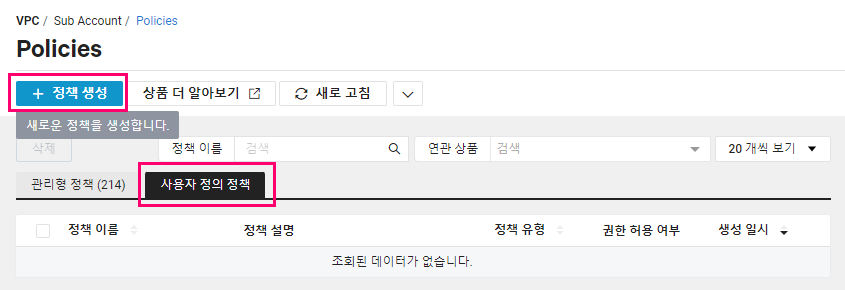 VPC / Sub Account / Policies
Policies
+ 정책 생성 상품 더 알아보기 새로 고침
새로운 정책을 생성합니다.
삭제 정책 이름 검색 연관 상품 검색 20 개씩 보기
관리형 정책 (214) 사용자 정의 정책
정책 이름 정책 설명 정책 유형 권한 허용 여부 생성 일시
조회된 데이터가 없습니다.